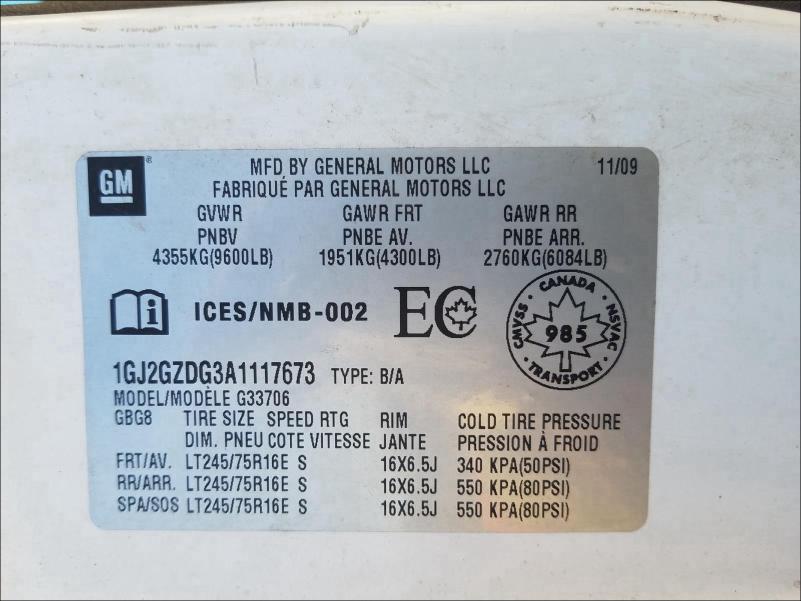 GM
MFD BY GENERAL MOTORS LLC 11/09
FABRIQUÉ PAR GENERAL MOTORS LLC
GVWR GAWR FRT GAWR RR
PNBV PNBE AV. PNBE ARR.
4355KG(9600LB) 1951KG(4300LB) 2760KG(6084LB)
i ICES/NMB-002 EC CMVSS · CANADA · NSVAC · TRANSPORT · 985
1GJ2GZDG3A1117673 TYPE: B/A
MODEL/MODÈLE G33706
GBG8 TIRE SIZE SPEED RTG RIM COLD TIRE PRESSURE
DIM. PNEU COTE VITESSE JANTE PRESSION À FROID
FRT/AV. LT245/75R16E S 16X6.5J 340 KPA(50PSI)
RR/ARR. LT245/75R16E S 16X6.5J 550 KPA(80PSI)
SPA/SOS LT245/75R16E S 16X6.5J 550 KPA(80PSI)